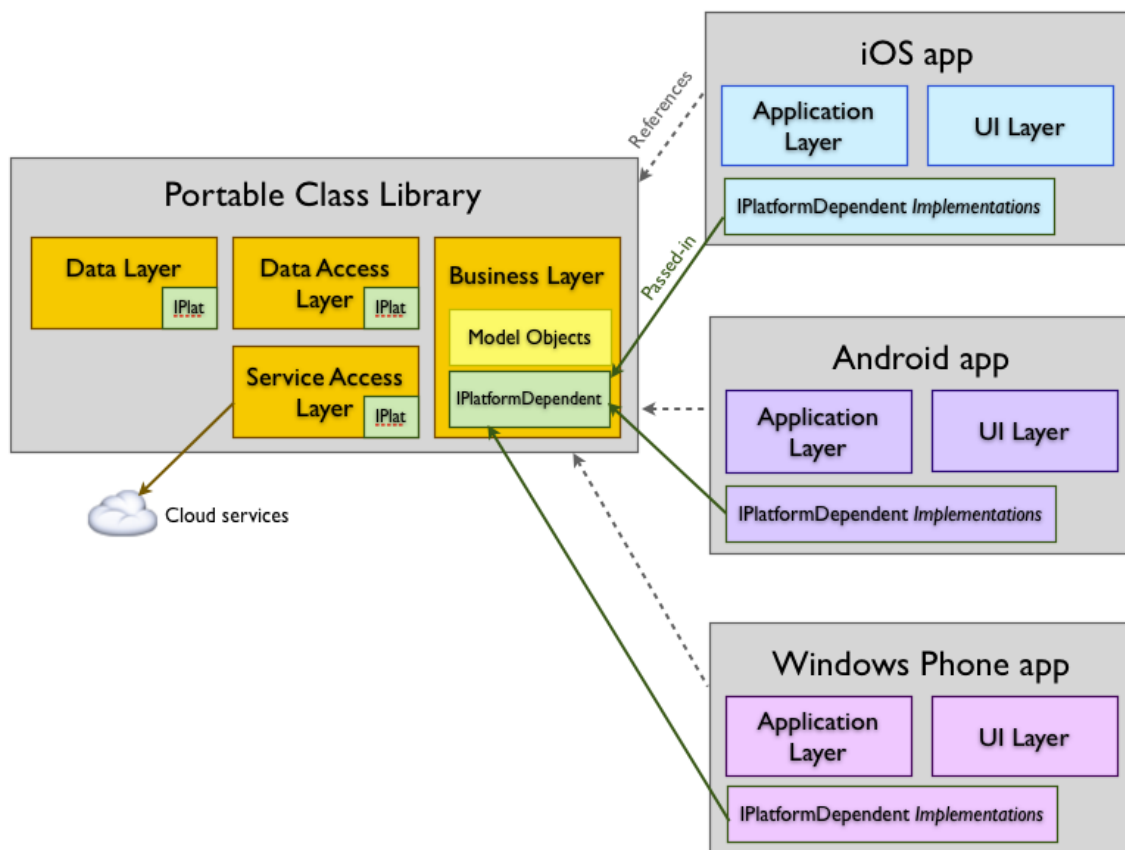 iOS app
Application
Layer
UI Layer
IPlatformDependent Implementations
References
Portable Class Library
Data Layer
IPlat
Data Access
Layer
IPlat
Business Layer
Model Objects
IPlatformDependent
Service Access
Layer
IPlat
Passed-in
Cloud services
Android app
Application
Layer
UI Layer
IPlatformDependent Implementations
Windows Phone app
Application
Layer
UI Layer
IPlatformDependent Implementations